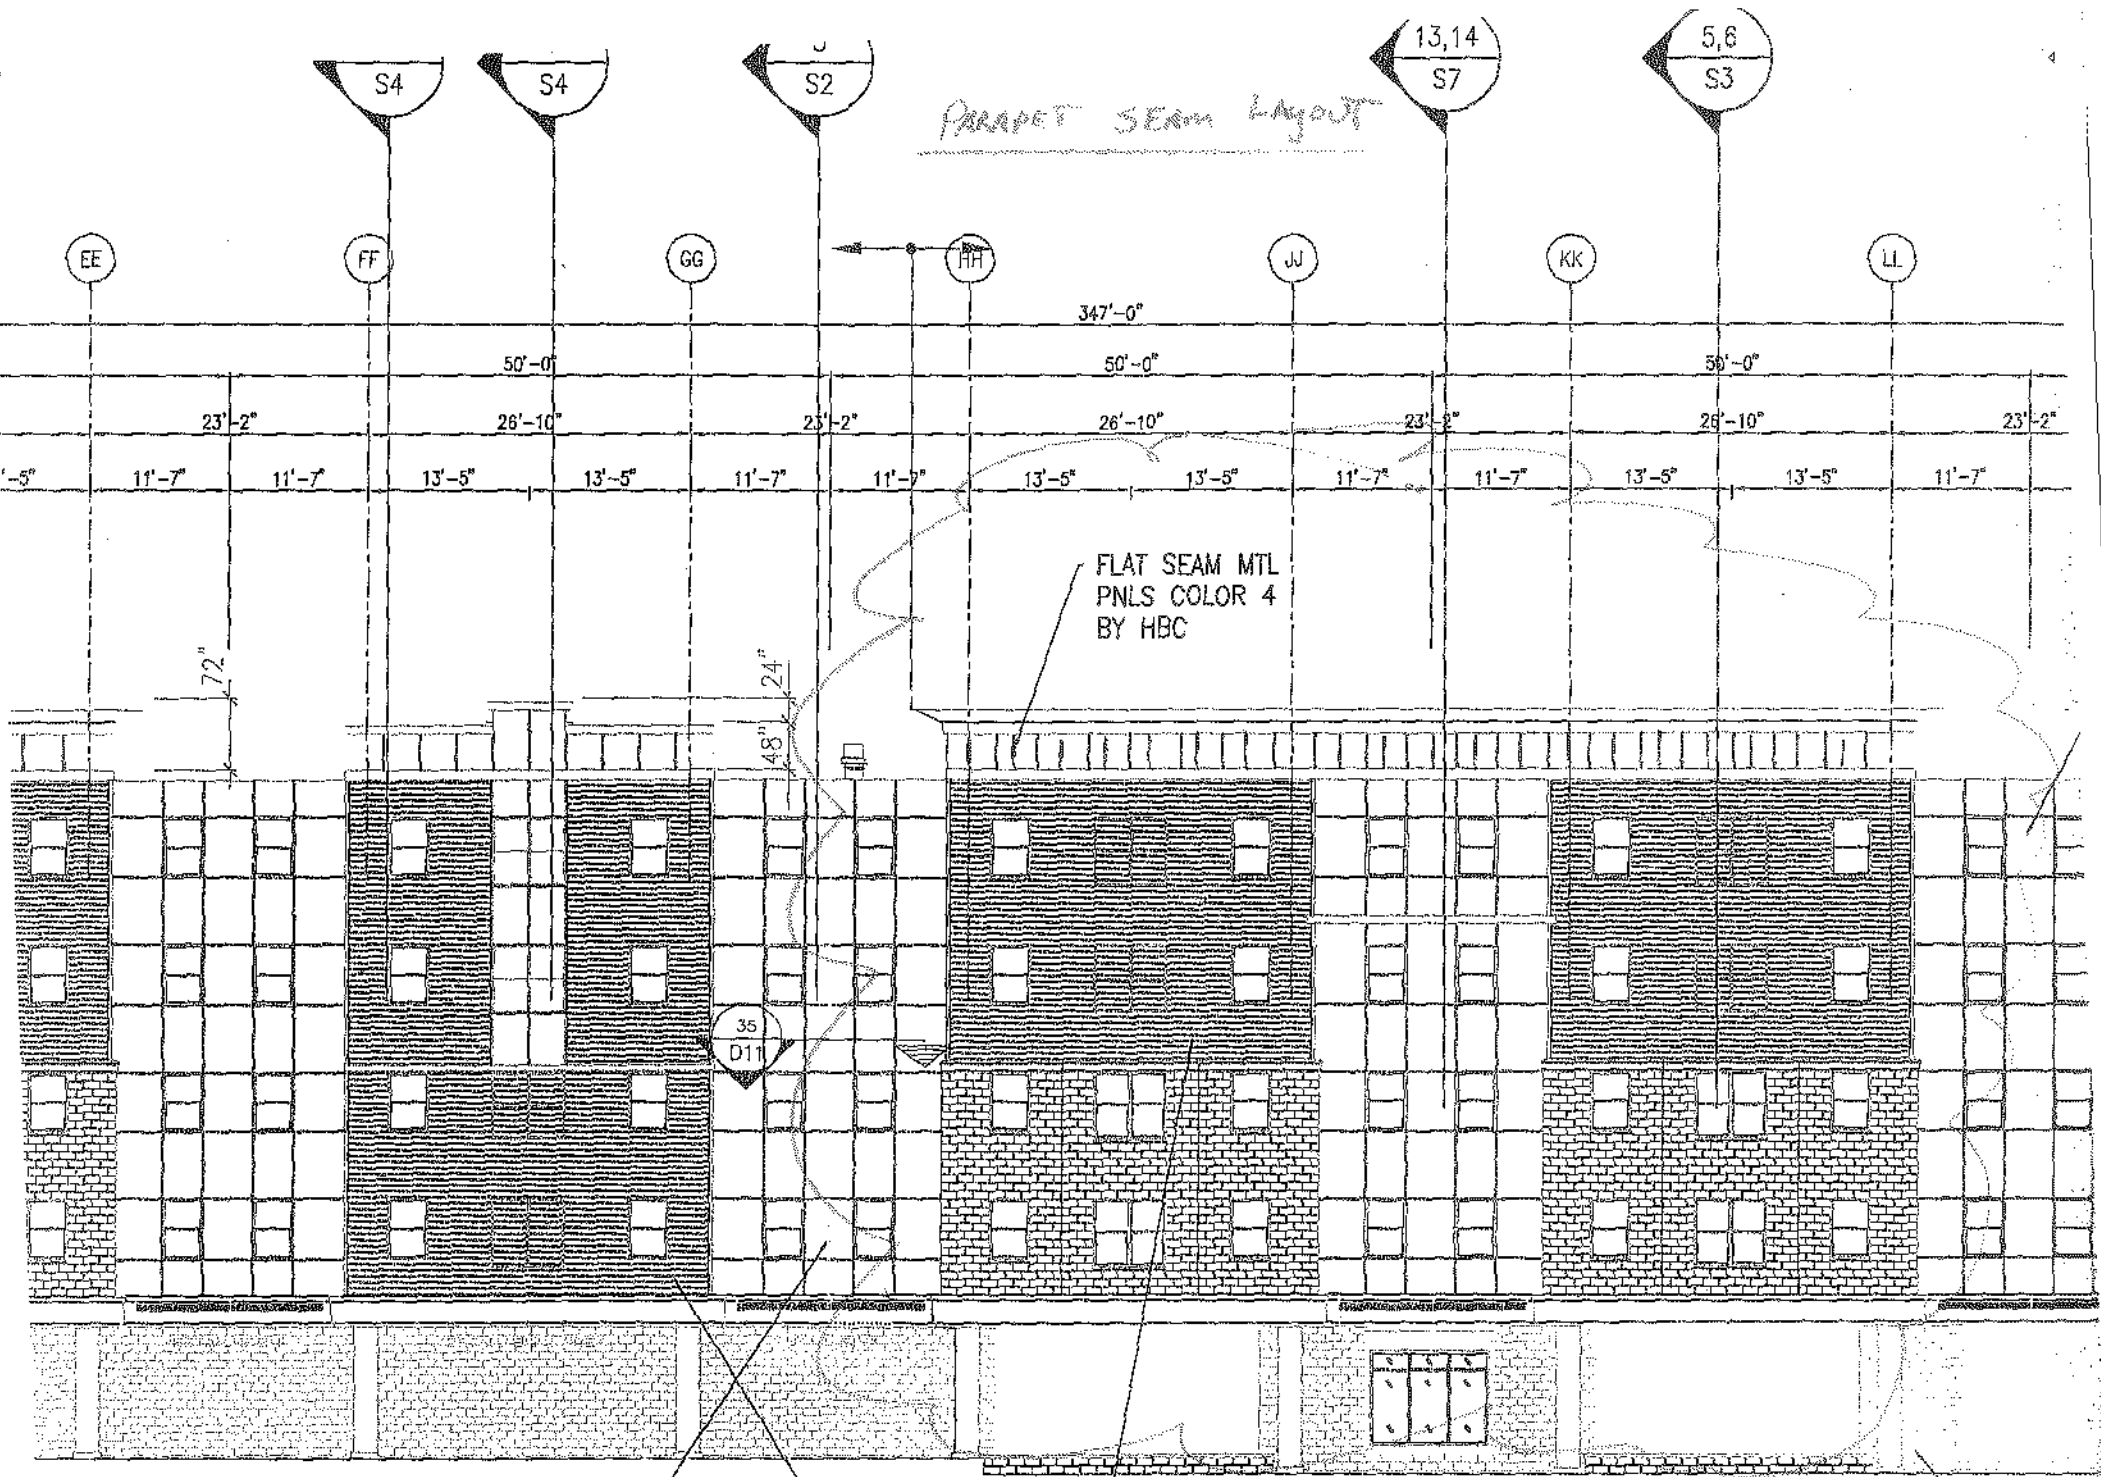 S4
S4
S2
13,14
S7
5,6
S3
PARAPET SEAM LAYOUT
EE
FF
GG
HH
JJ
KK
LL
347'-0"
50'-0"
50'-0"
50'-0"
23'-2"
26'-10"
23'-2"
26'-10"
23'-2"
26'-10"
23'-2"
'-5"
11'-7"
11'-7"
13'-5"
13'-5"
11'-7"
11'-7"
13'-5"
13'-5"
11'-7"
11'-7"
13'-5"
13'-5"
11'-7"
FLAT SEAM MTL
PNLS COLOR 4
BY HBC
72"
24"
48"
35
D11